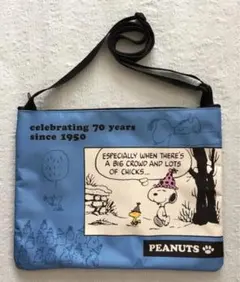 celebrating 70 years
since 1950
ESPECIALLY WHEN THERE'S
A BIG CROWD AND LOTS
OF CHICKS...
PEANUTS